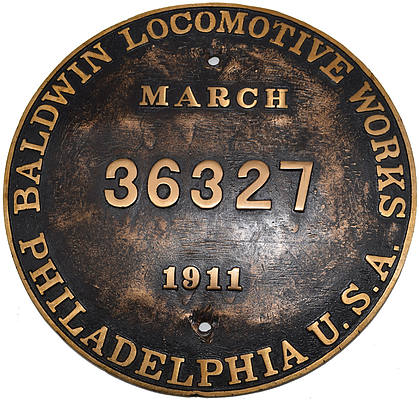 BALDWIN LOCOMOTIVE WORKS
MARCH
36327
1911
PHILADELPHIA U.S.A.